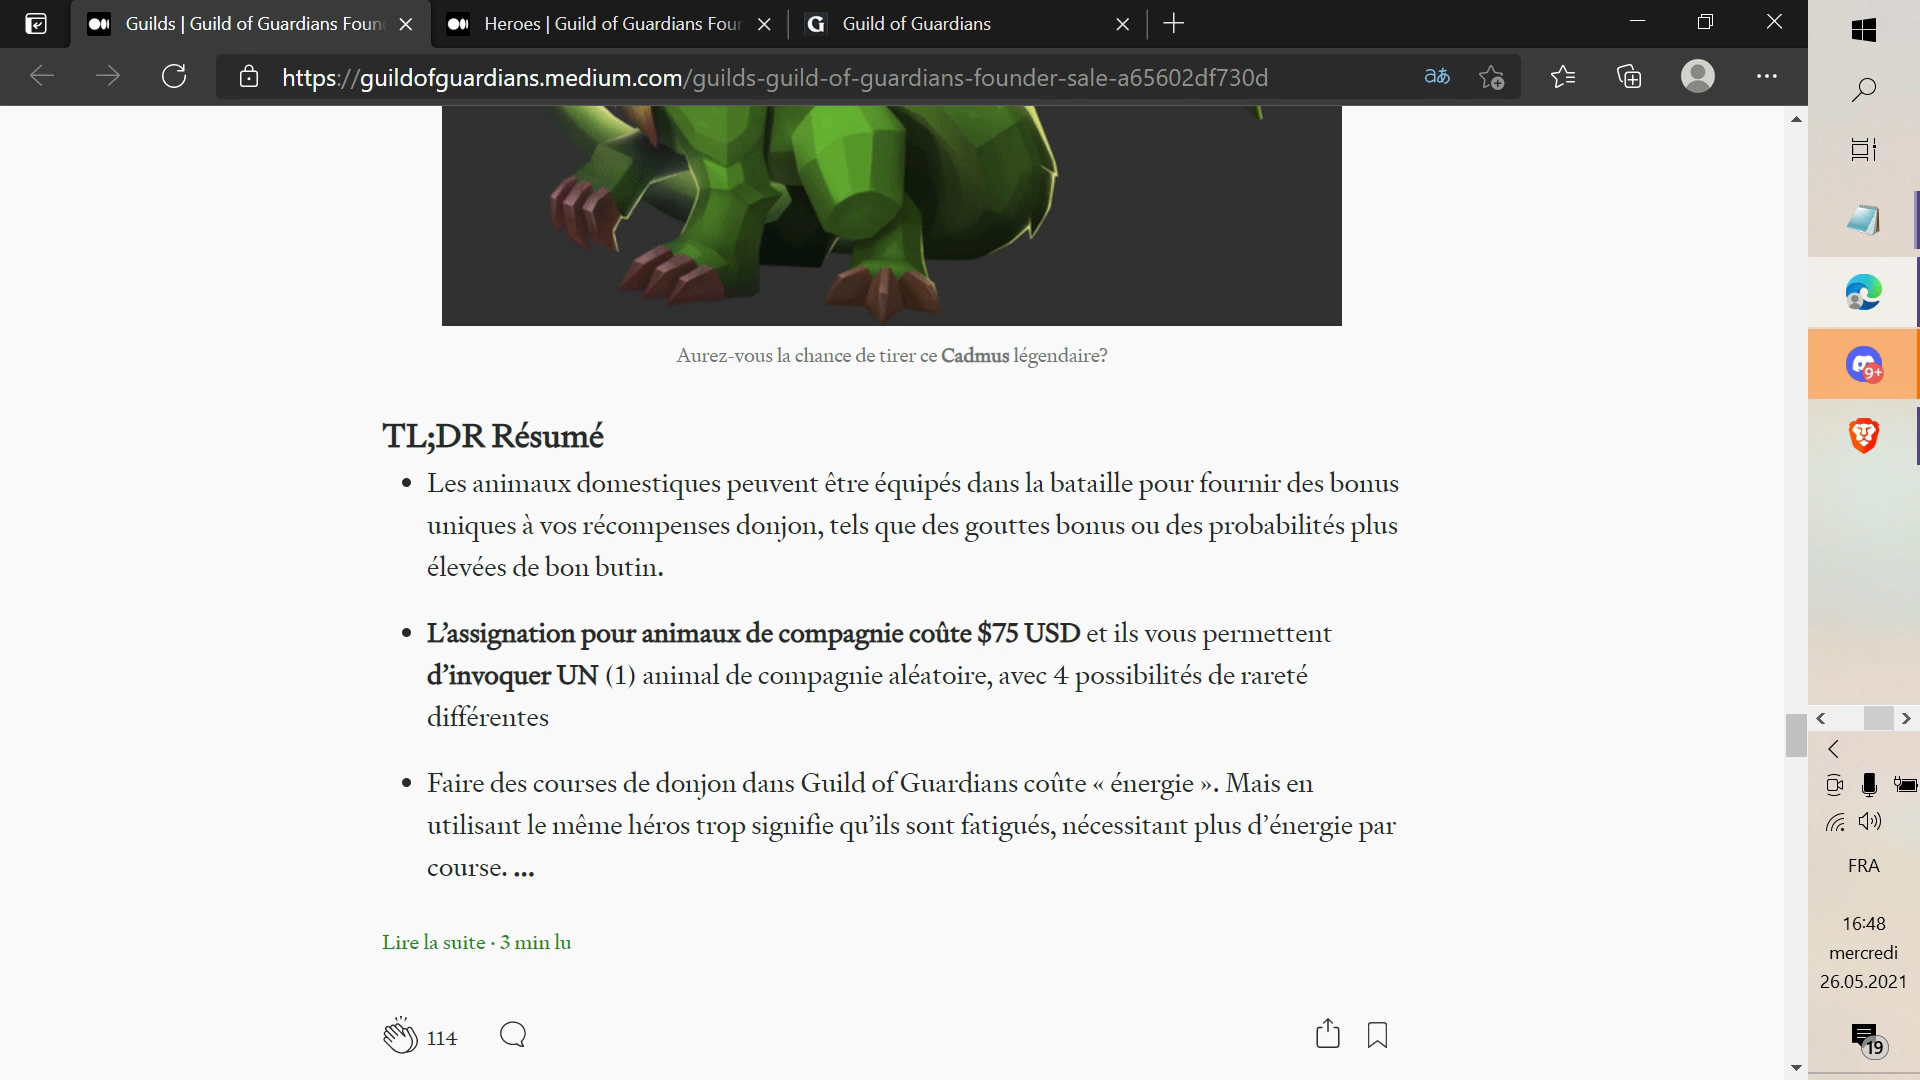 Guilds | Guild of Guardians Foun
Heroes | Guild of Guardians Four
Guild of Guardians
https://guildofguardians.medium.com/guilds-guild-of-guardians-founder-sale-a65602df730d
aあ
Aurez-vous la chance de tirer ce Cadmus légendaire?
TL;DR Résumé
• Les animaux domestiques peuvent être équipés dans la bataille pour fournir des bonus
uniques à vos récompenses donjon, tels que des gouttes bonus ou des probabilités plus
élevées de bon butin.
• L’assignation pour animaux de compagnie coûte $75 USD et ils vous permettent
d’invoquer UN (1) animal de compagnie aléatoire, avec 4 possibilités de rareté
différentes
• Faire des courses de donjon dans Guild of Guardians coûte « énergie ». Mais en
utilisant le même héros trop signifie qu’ils sont fatigués, nécessitant plus d’énergie par
course. ...
Lire la suite · 3 min lu
114
9+
FRA
16:48
mercredi
26.05.2021
19